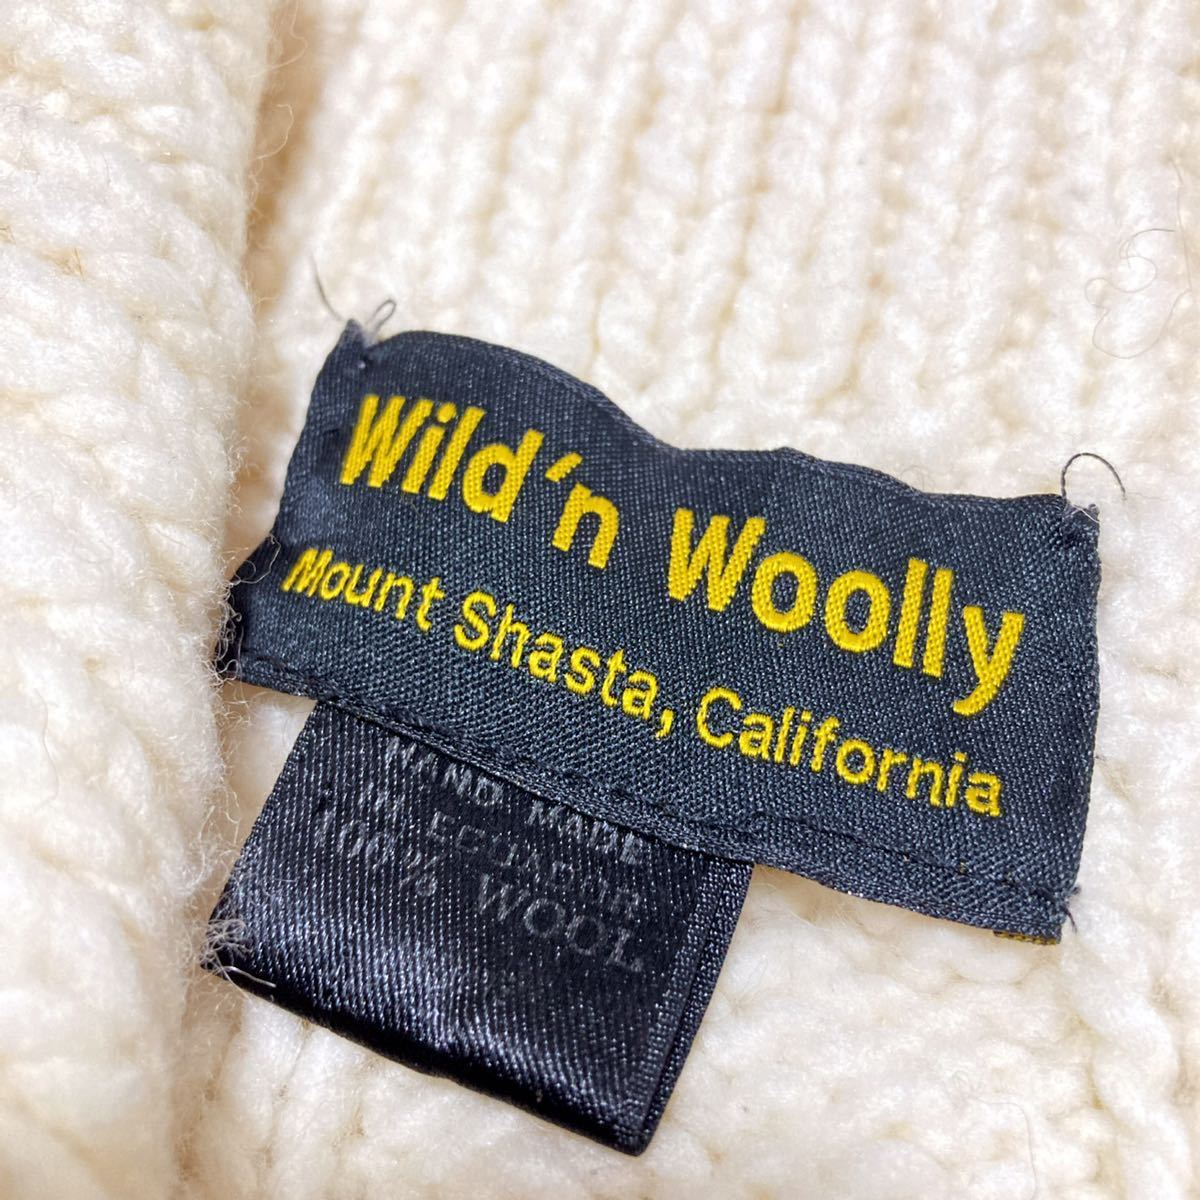 Wild'n Woolly
Mount Shasta, California
HAND MADE
IN ECUADOR
100% WOOL